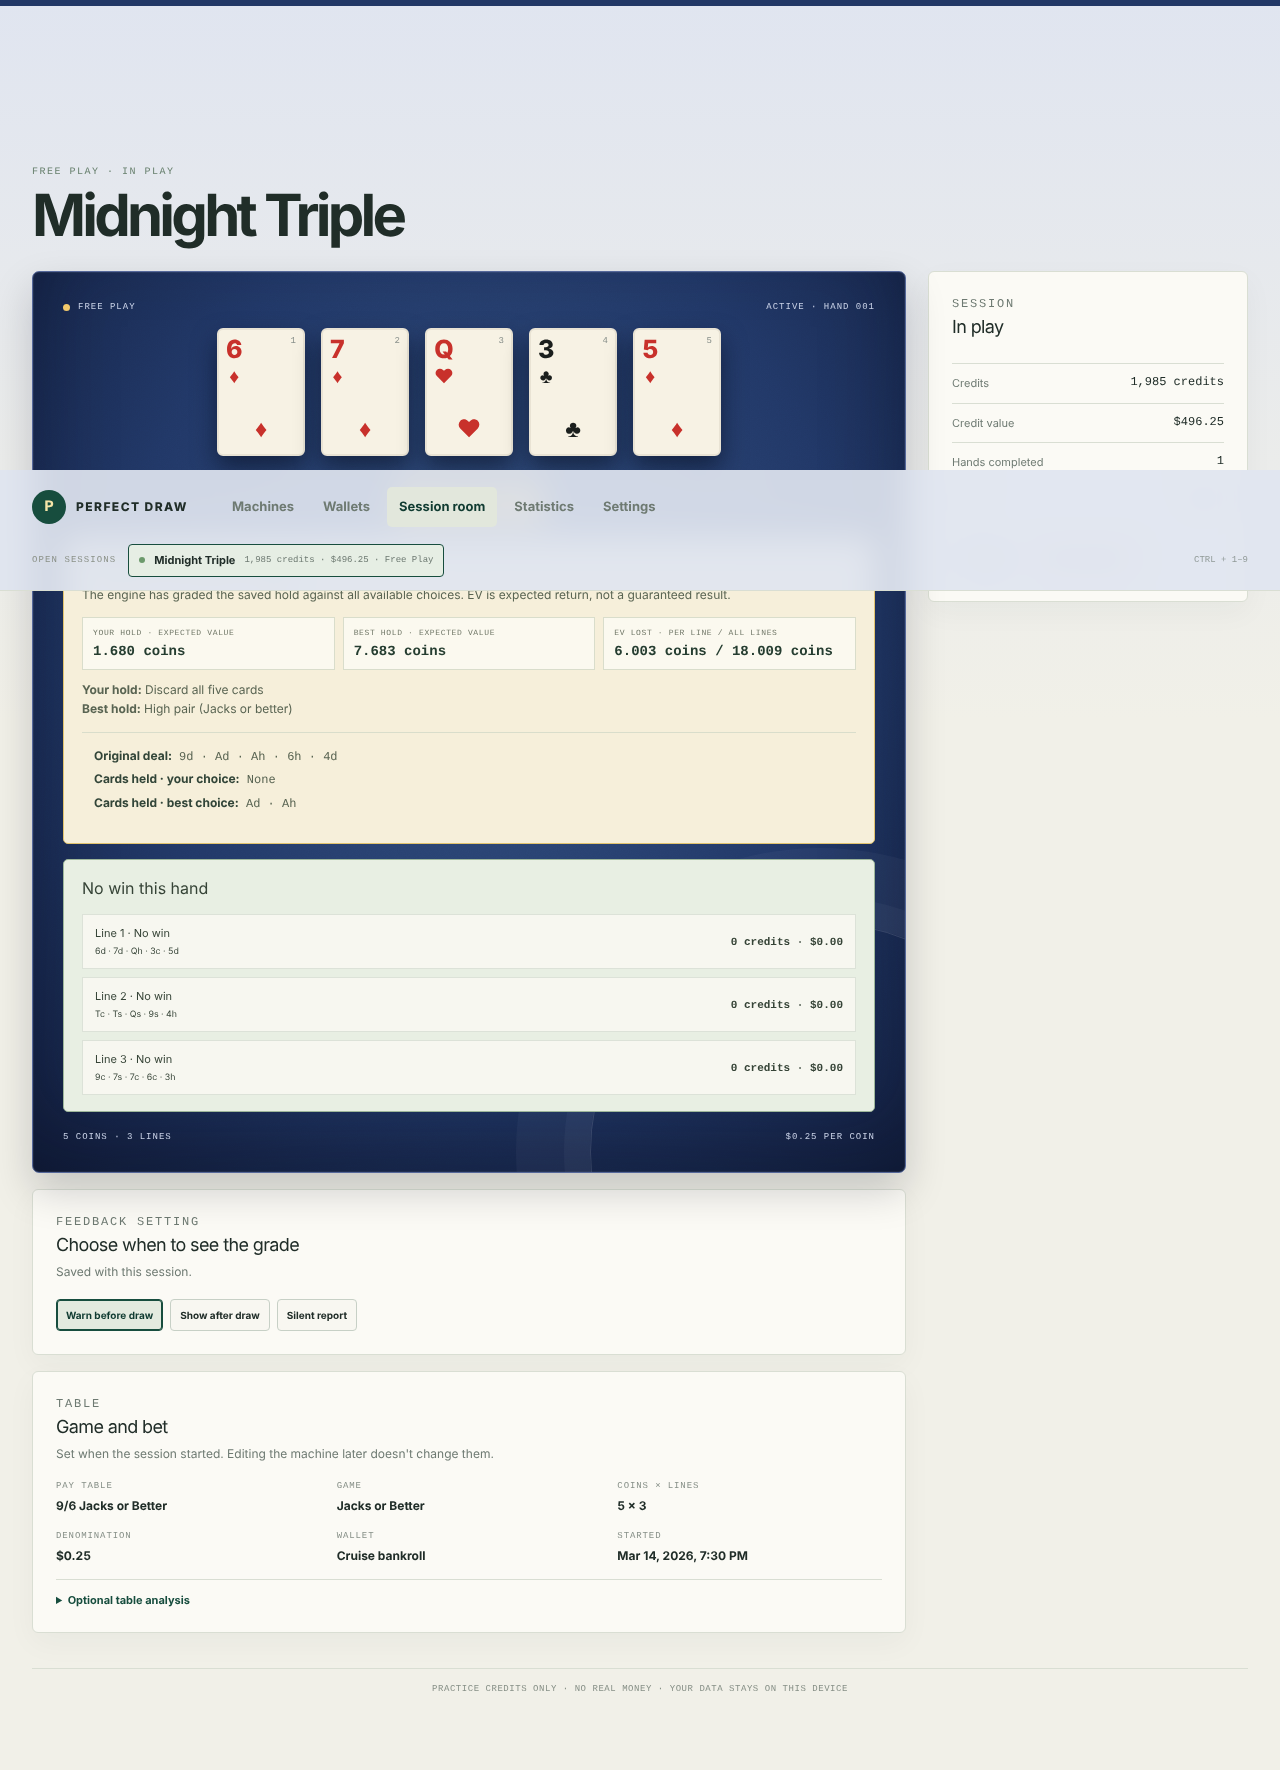 FREE PLAY · IN PLAY
Midnight Triple
FREE PLAY
ACTIVE · HAND 001
6 1
7 2
Q 3
3 4
5 5
SESSION
In play
Credits 1,985 credits
Credit value $496.25
Hands completed 1
P PERFECT DRAW Machines Wallets Session room Statistics Settings
OPEN SESSIONS Midnight Triple 1,985 credits · $496.25 · Free Play CTRL + 1–9
The engine has graded the saved hold against all available choices. EV is expected return, not a guaranteed result.
YOUR HOLD · EXPECTED VALUE
1.680 coins
BEST HOLD · EXPECTED VALUE
7.683 coins
EV LOST · PER LINE / ALL LINES
6.003 coins / 18.009 coins
Your hold: Discard all five cards
Best hold: High pair (Jacks or better)
Original deal: 9d · Ad · Ah · 6h · 4d
Cards held · your choice: None
Cards held · best choice: Ad · Ah
No win this hand
Line 1 · No win
6d · 7d · Qh · 3c · 5d
0 credits · $0.00
Line 2 · No win
Tc · Ts · Qs · 9s · 4h
0 credits · $0.00
Line 3 · No win
9c · 7s · 7c · 6c · 3h
0 credits · $0.00
5 COINS · 3 LINES
$0.25 PER COIN
FEEDBACK SETTING
Choose when to see the grade
Saved with this session.
Warn before draw Show after draw Silent report
TABLE
Game and bet
Set when the session started. Editing the machine later doesn't change them.
PAY TABLE
9/6 Jacks or Better
GAME
Jacks or Better
COINS × LINES
5 × 3
DENOMINATION
$0.25
WALLET
Cruise bankroll
STARTED
Mar 14, 2026, 7:30 PM
Optional table analysis
PRACTICE CREDITS ONLY · NO REAL MONEY · YOUR DATA STAYS ON THIS DEVICE